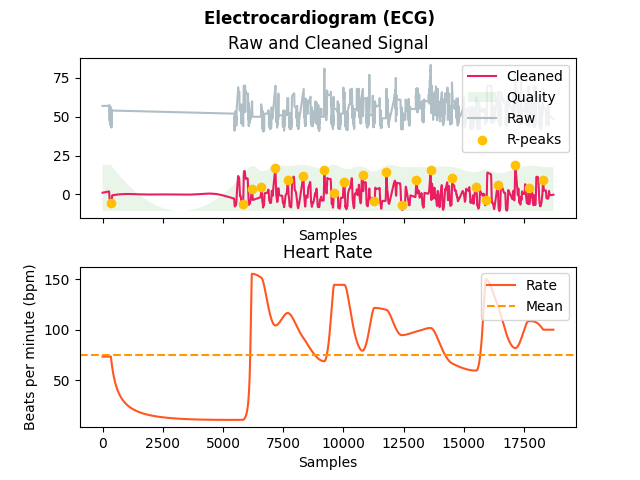 Electrocardiogram (ECG)
Raw and Cleaned Signal
75
50
25
0
Cleaned
Quality
Raw
R-peaks
Samples
Heart Rate
Beats per minute (bpm)
150
100
50
Rate
Mean
0 2500 5000 7500 10000 12500 15000 17500
Samples